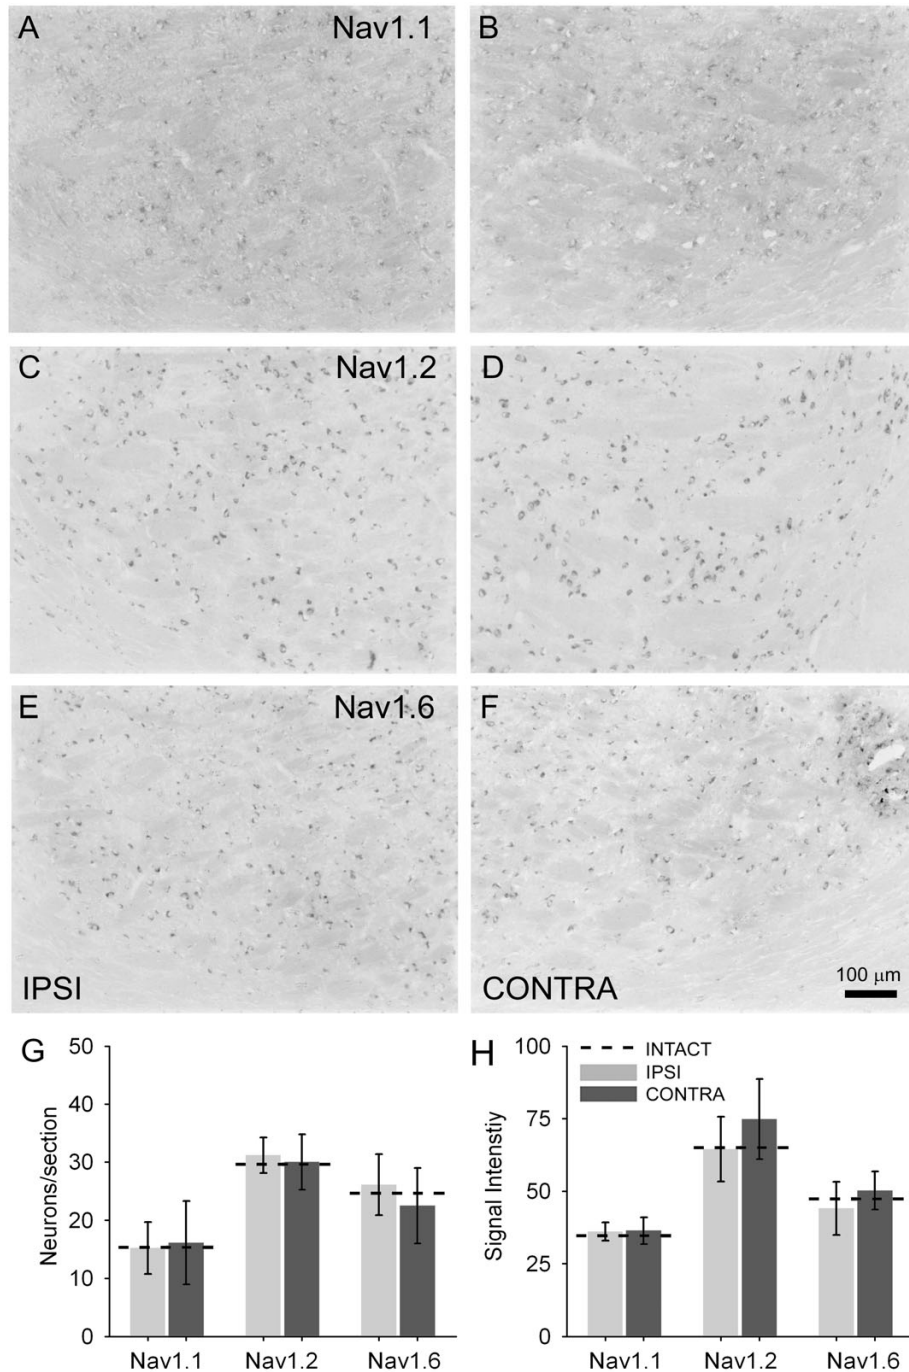 A Nav1.1 B
C Nav1.2 D
E Nav1.6 F
IPSI CONTRA 100 μm
G H
50
40
30
20
10
0
Neurons/section
Nav1.1 Nav1.2 Nav1.6
100
75
50
25
0
Signal Intenstiy
INTACT
IPSI
CONTRA
Nav1.1 Nav1.2 Nav1.6